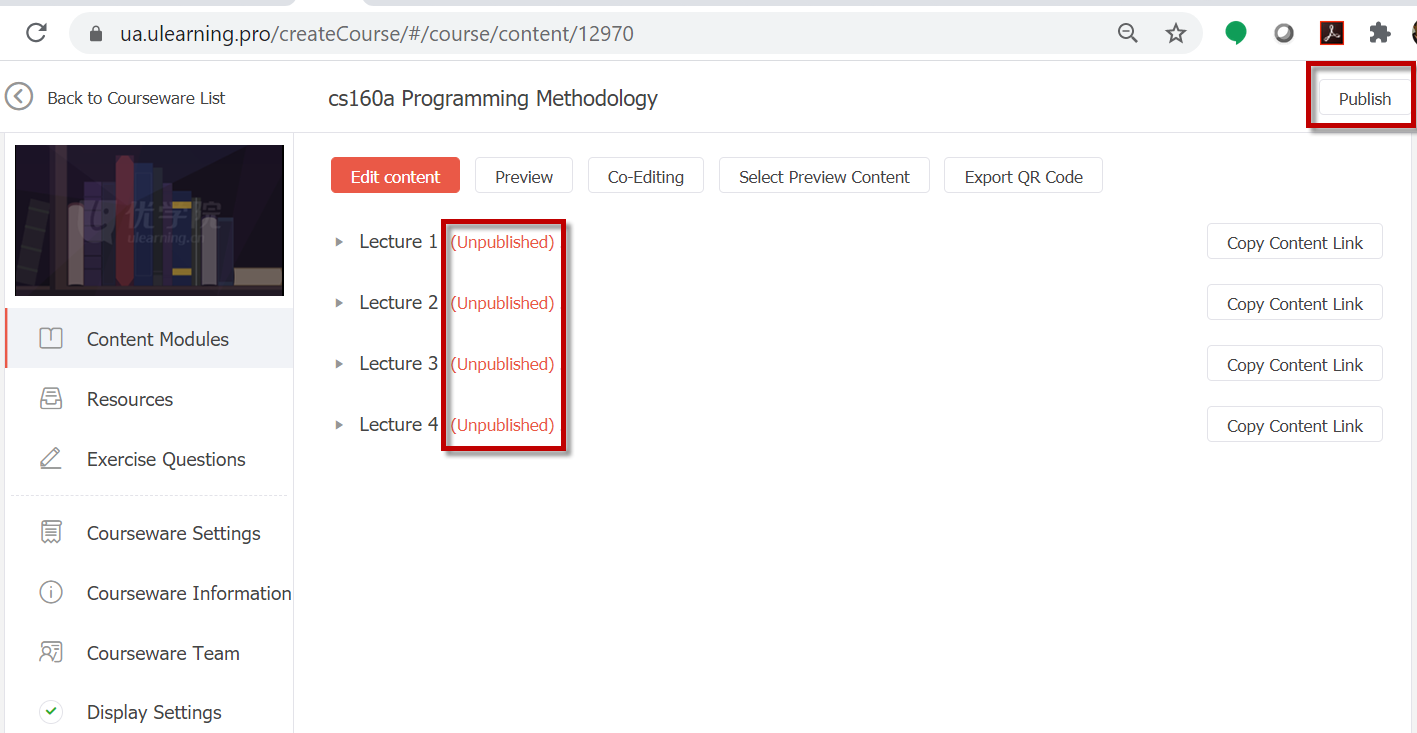 ua.ulearning.pro/createCourse/#/course/content/12970
Back to Courseware List
cs160a Programming Methodology
Publish
优学院
ulearning.cn
Edit content
Preview
Co-Editing
Select Preview Content
Export QR Code
Lecture 1 (Unpublished)
Copy Content Link
Lecture 2 (Unpublished)
Copy Content Link
Lecture 3 (Unpublished)
Copy Content Link
Lecture 4 (Unpublished)
Copy Content Link
Content Modules
Resources
Exercise Questions
Courseware Settings
Courseware Information
Courseware Team
Display Settings